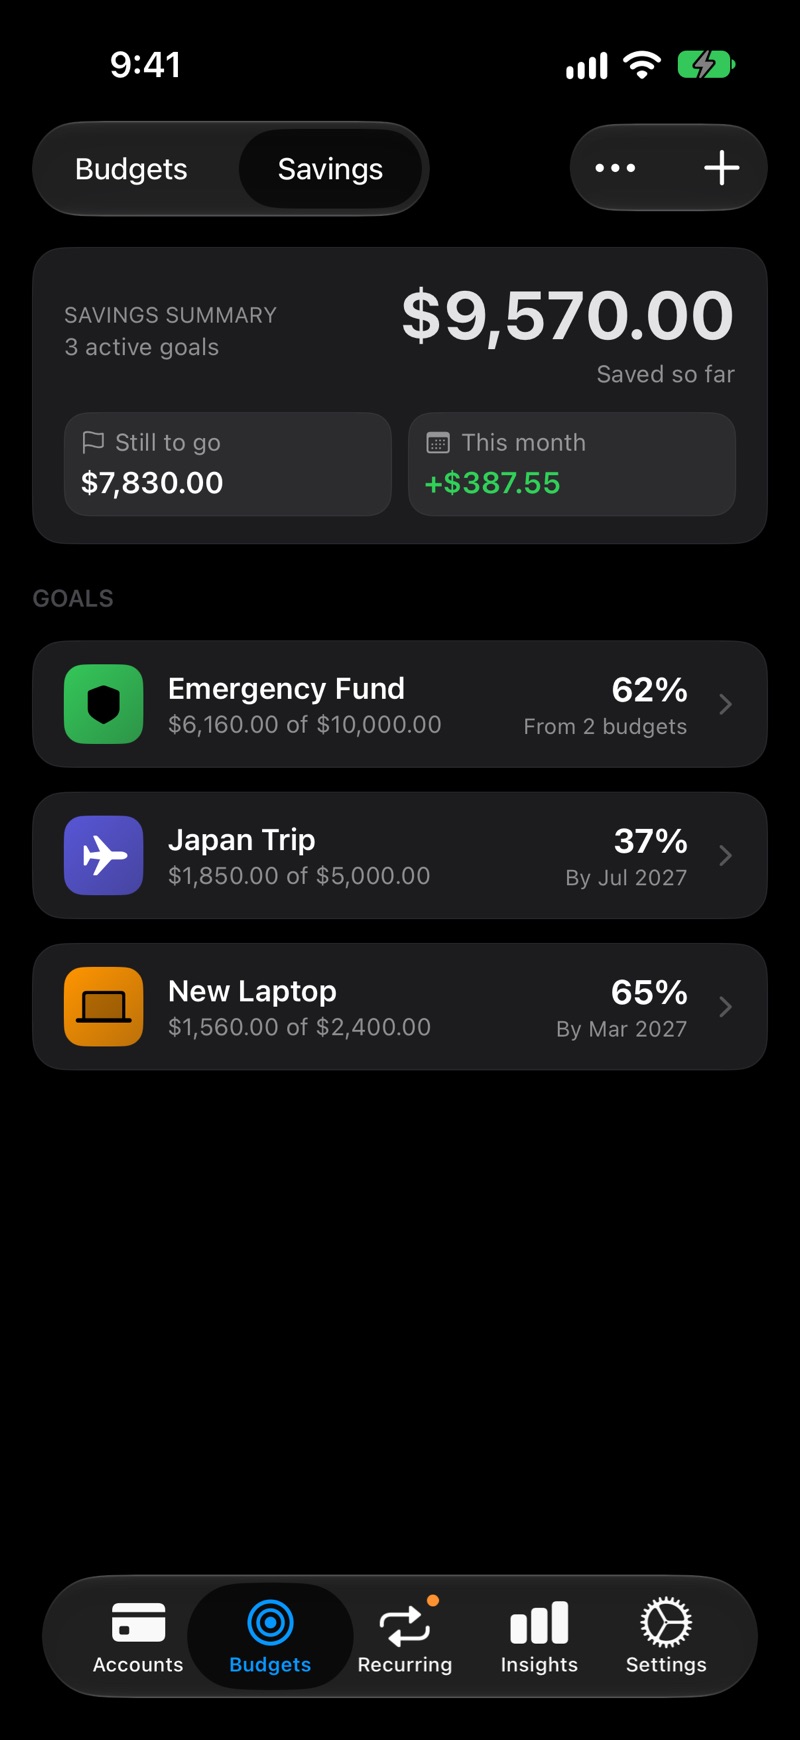 9:41
Budgets
Savings
SAVINGS SUMMARY
3 active goals
$9,570.00
Saved so far
Still to go
$7,830.00
This month
+$387.55
GOALS
Emergency Fund
$6,160.00 of $10,000.00
62%
From 2 budgets
Japan Trip
$1,850.00 of $5,000.00
37%
By Jul 2027
New Laptop
$1,560.00 of $2,400.00
65%
By Mar 2027
Accounts
Budgets
Recurring
Insights
Settings